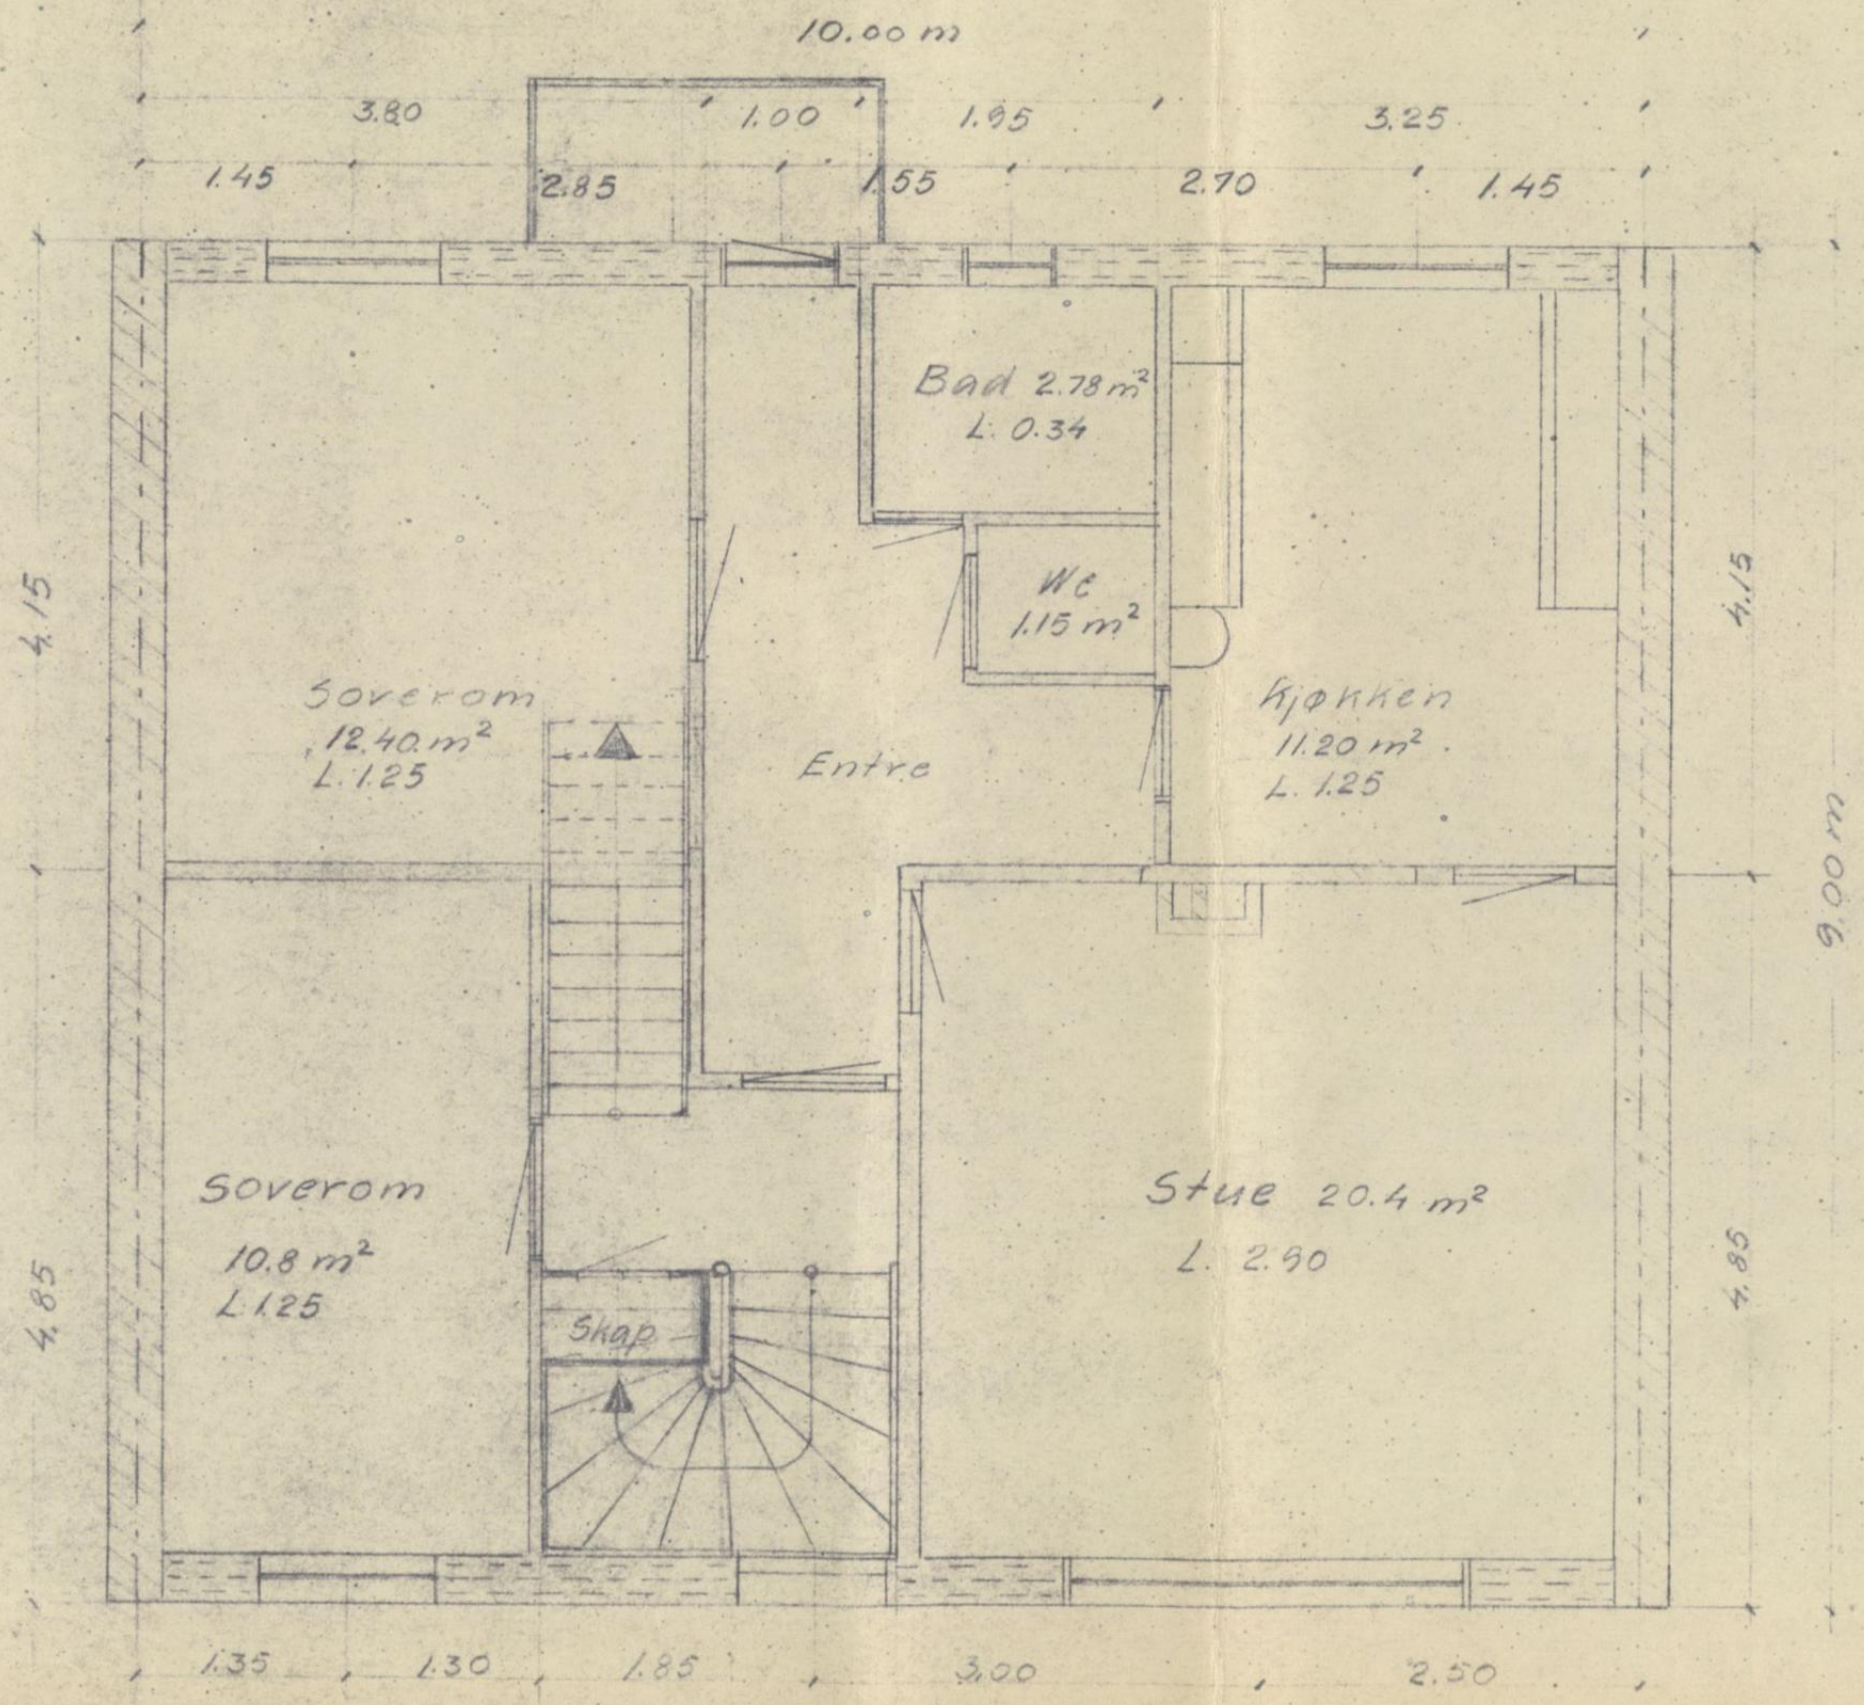 10.00 m
3.80 1.00 1.95 3.25
1.45 2.85 1.55 2.70 1.45
Bad 2.78 m²
L. 0.34
4.15
Wc
1.15 m²
4.15
Soverom
12.40 m²
L. 1.25
Entre
Kjøkken
11.20 m²
L. 1.25
9.00 m
Soverom
10.8 m²
L 1.25
Stue 20.4 m²
L. 2.90
4.85
Skap
4.85
1.35 1.30 1.85 3.00 2.50